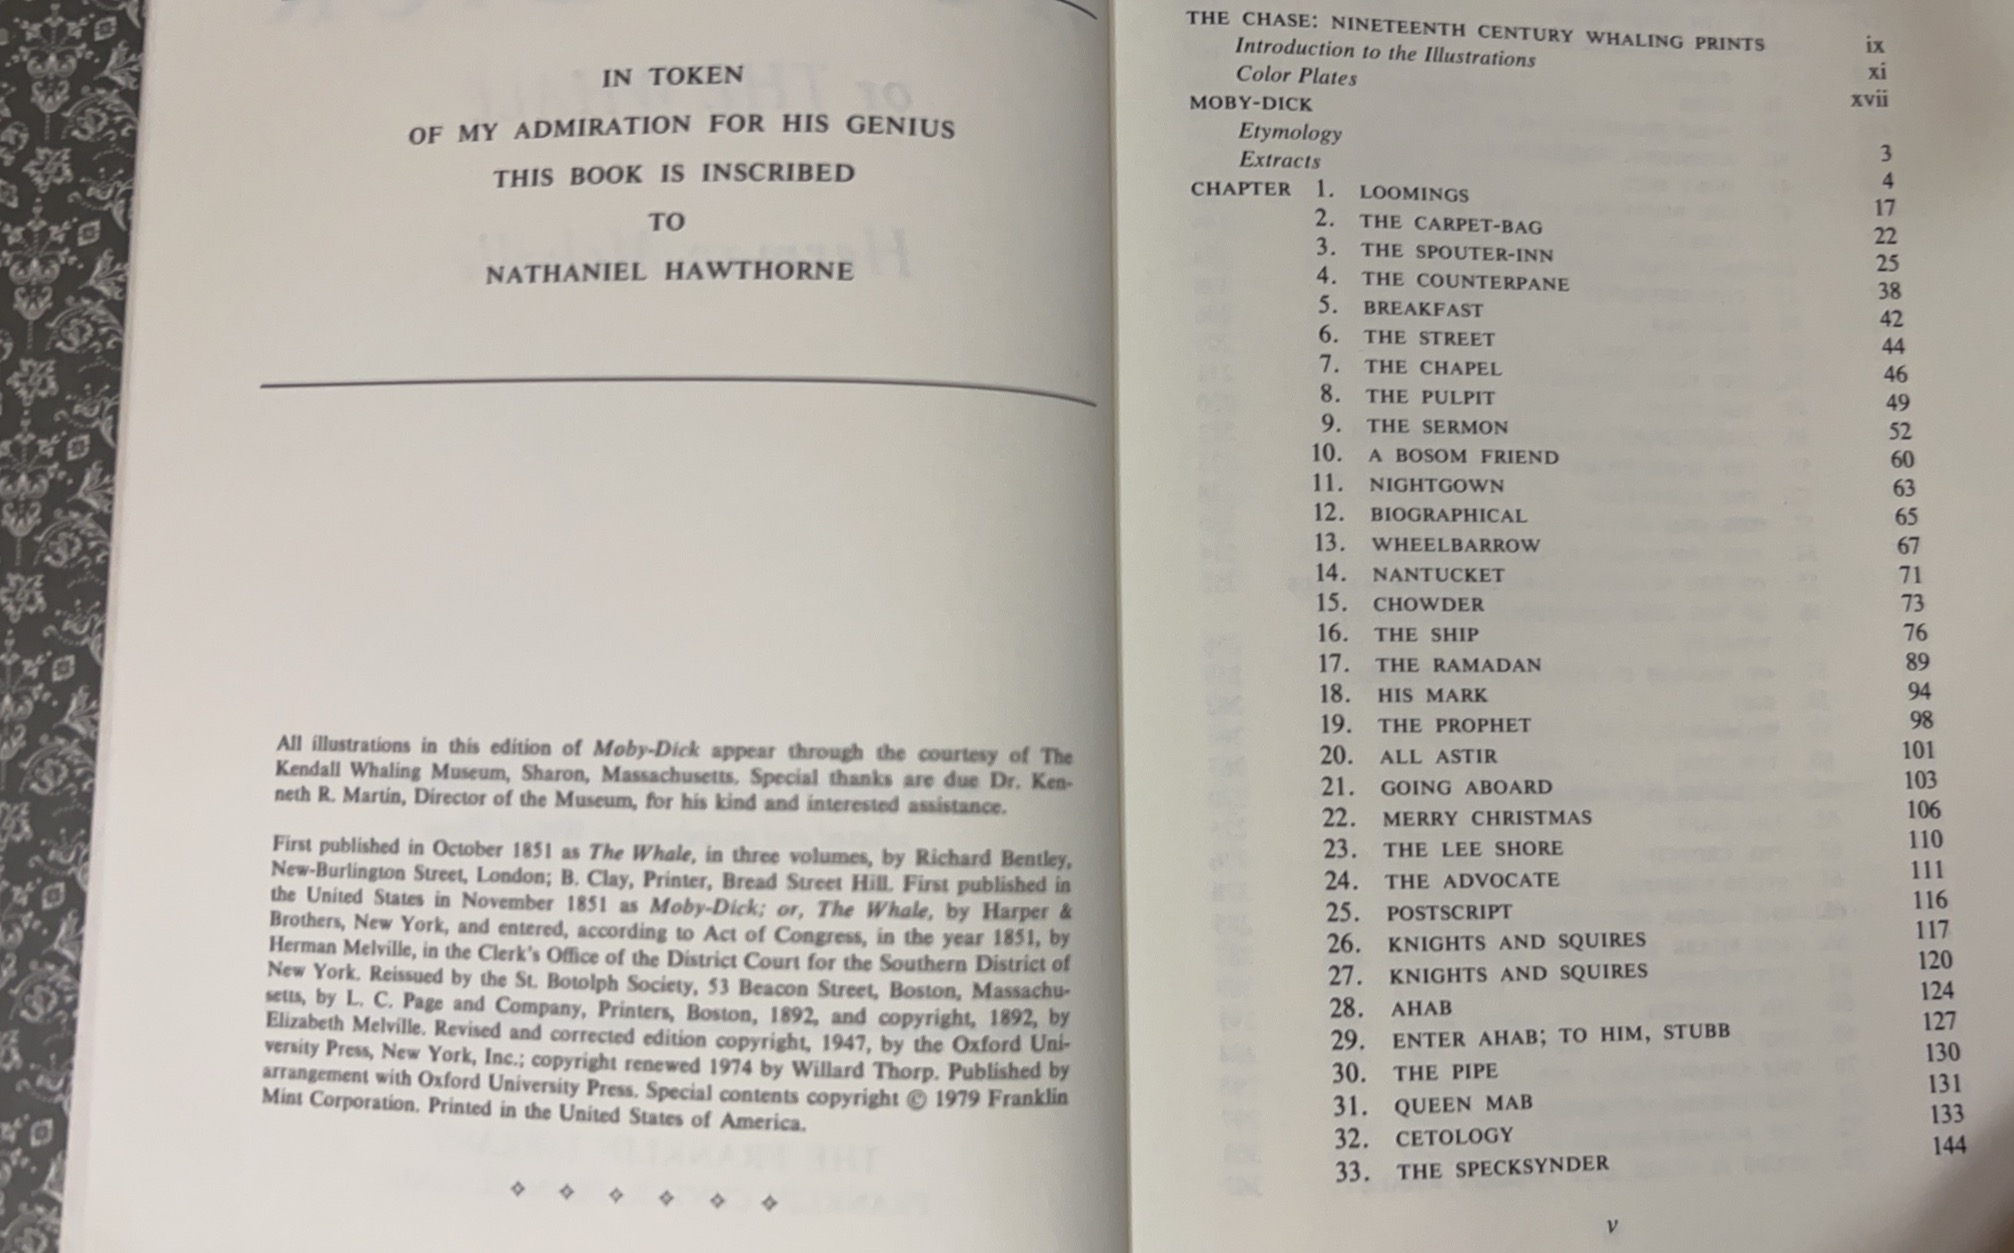 IN TOKEN
OF MY ADMIRATION FOR HIS GENIUS
THIS BOOK IS INSCRIBED
TO
NATHANIEL HAWTHORNE
All illustrations in this edition of Moby-Dick appear through the courtesy of The
Kendall Whaling Museum, Sharon, Massachusetts. Special thanks are due Dr. Ken-
neth R. Martin, Director of the Museum, for his kind and interested assistance.
First published in October 1851 as The Whale, in three volumes, by Richard Bentley,
New-Burlington Street, London; B. Clay, Printer, Bread Street Hill. First published in
the United States in November 1851 as Moby-Dick; or, The Whale, by Harper &
Brothers, New York, and entered, according to Act of Congress, in the year 1851, by
Herman Melville, in the Clerk's Office of the District Court for the Southern District of
New York. Reissued by the St. Botolph Society, 53 Beacon Street, Boston, Massachu-
setts, by L. C. Page and Company, Printers, Boston, 1892, and copyright, 1892, by
Elizabeth Melville. Revised and corrected edition copyright, 1947, by the Oxford Uni-
versity Press, New York, Inc.; copyright renewed 1974 by Willard Thorp. Published by
arrangement with Oxford University Press. Special contents copyright © 1979 Franklin
Mint Corporation. Printed in the United States of America.
THE CHASE: NINETEENTH CENTURY WHALING PRINTS ix
Introduction to the Illustrations xi
Color Plates xvii
MOBY-DICK
Etymology 3
Extracts 4
CHAPTER 1. LOOMINGS 17
2. THE CARPET-BAG 22
3. THE SPOUTER-INN 25
4. THE COUNTERPANE 38
5. BREAKFAST 42
6. THE STREET 44
7. THE CHAPEL 46
8. THE PULPIT 49
9. THE SERMON 52
10. A BOSOM FRIEND 60
11. NIGHTGOWN 63
12. BIOGRAPHICAL 65
13. WHEELBARROW 67
14. NANTUCKET 71
15. CHOWDER 73
16. THE SHIP 76
17. THE RAMADAN 89
18. HIS MARK 94
19. THE PROPHET 98
20. ALL ASTIR 101
21. GOING ABOARD 103
22. MERRY CHRISTMAS 106
23. THE LEE SHORE 110
24. THE ADVOCATE 111
25. POSTSCRIPT 116
26. KNIGHTS AND SQUIRES 117
27. KNIGHTS AND SQUIRES 120
28. AHAB 124
29. ENTER AHAB; TO HIM, STUBB 127
30. THE PIPE 130
31. QUEEN MAB 131
32. CETOLOGY 133
33. THE SPECKSYNDER 144
v